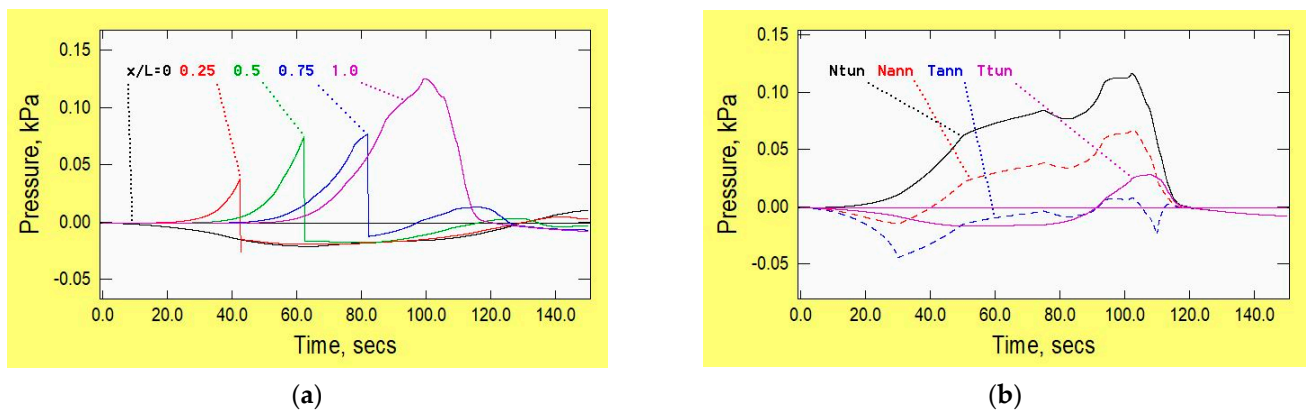 0.15
0.10
0.05
0.00
-0.05
Pressure, kPa
x/L=0 0.25 0.5 0.75 1.0
0.0 20.0 40.0 60.0 80.0 100.0 120.0 140.0
Time, secs
(a)
0.15
0.10
0.05
0.00
-0.05
Pressure, kPa
Ntun Nann Tann Ttun
0.0 20.0 40.0 60.0 80.0 100.0 120.0 140.0
Time, secs
(b)